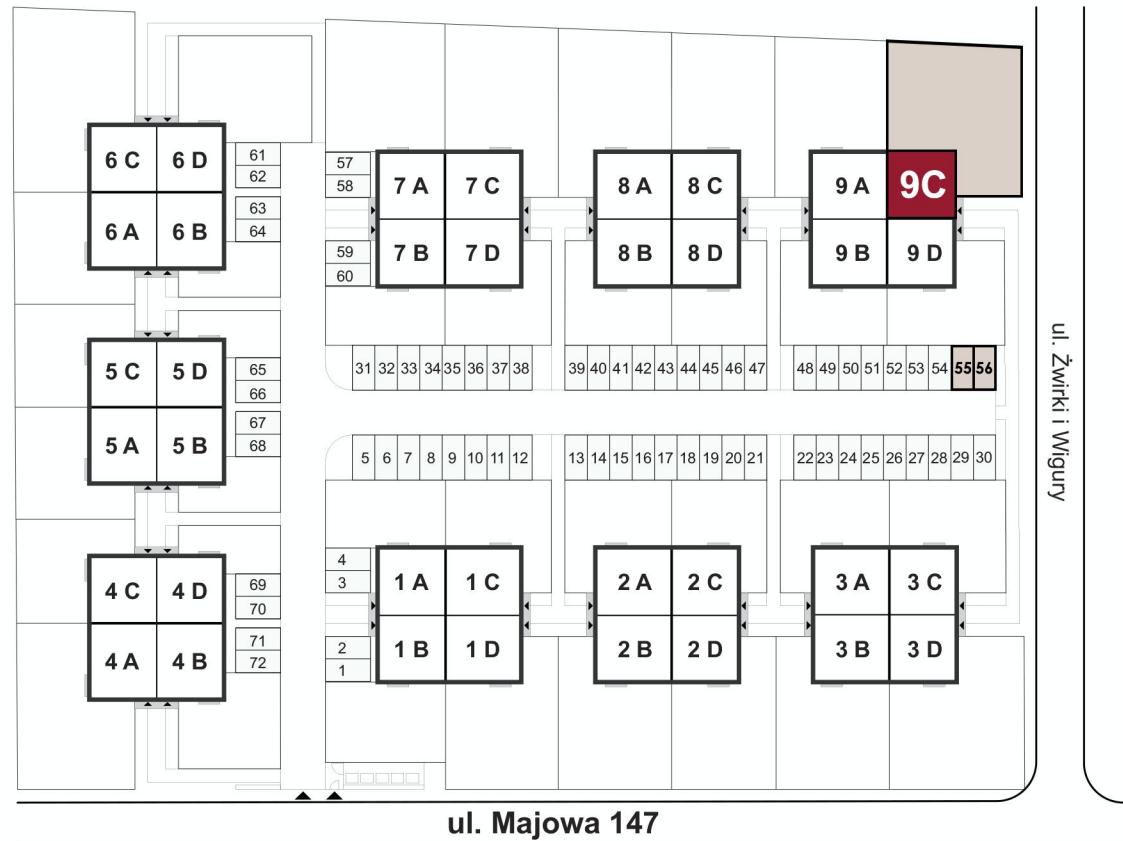 6 C 6 D
6 A 6 B
61
62
63
64
57
58
59
60
7 A 7 C
7 B 7 D
8 A 8 C
8 B 8 D
9 A 9C
9 B 9 D
5 C 5 D
5 A 5 B
65
66
67
68
31 32 33 34 35 36 37 38
39 40 41 42 43 44 45 46 47
48 49 50 51 52 53 54 55 56
5 6 7 8 9 10 11 12
13 14 15 16 17 18 19 20 21
22 23 24 25 26 27 28 29 30
ul. Żwirki i Wigury
4 C 4 D
4 A 4 B
69
70
71
72
4
3
2
1
1 A 1 C
1 B 1 D
2 A 2 C
2 B 2 D
3 A 3 C
3 B 3 D
ul. Majowa 147